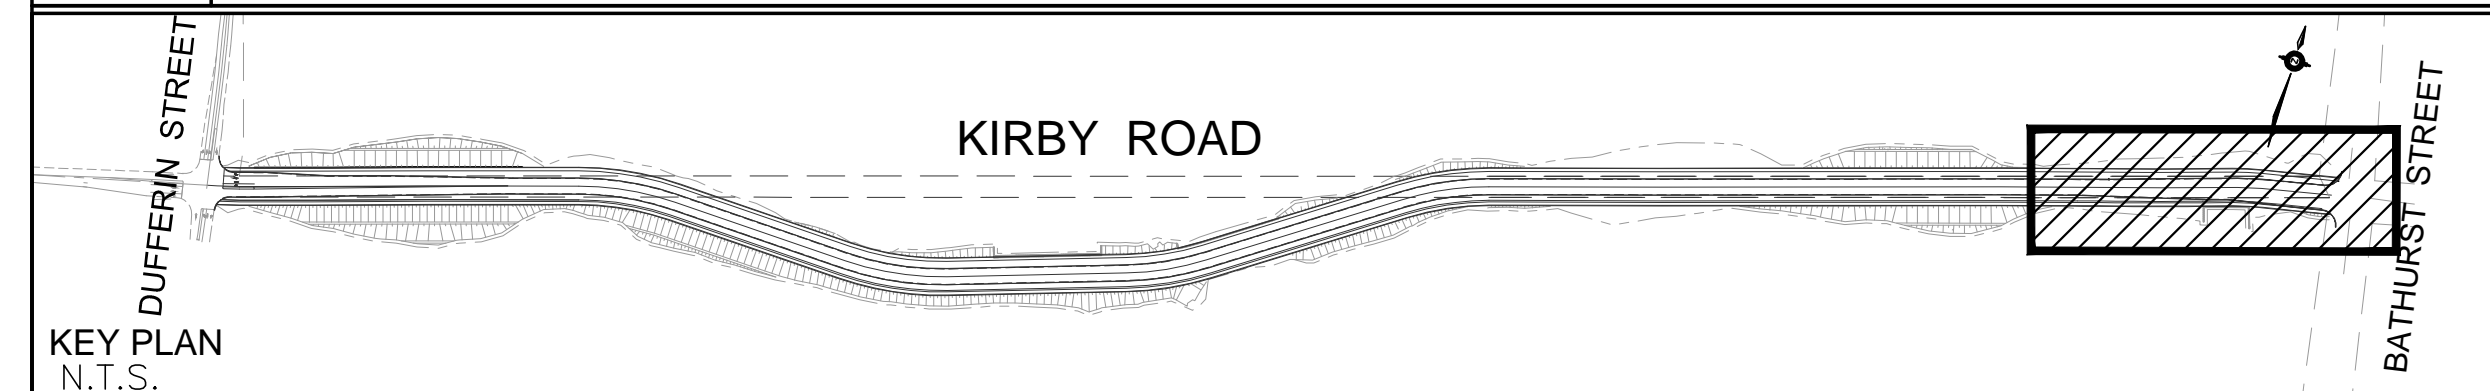 DUFFERIN STREET
KIRBY ROAD
BATHURST STREET
KEY PLAN
N.T.S.